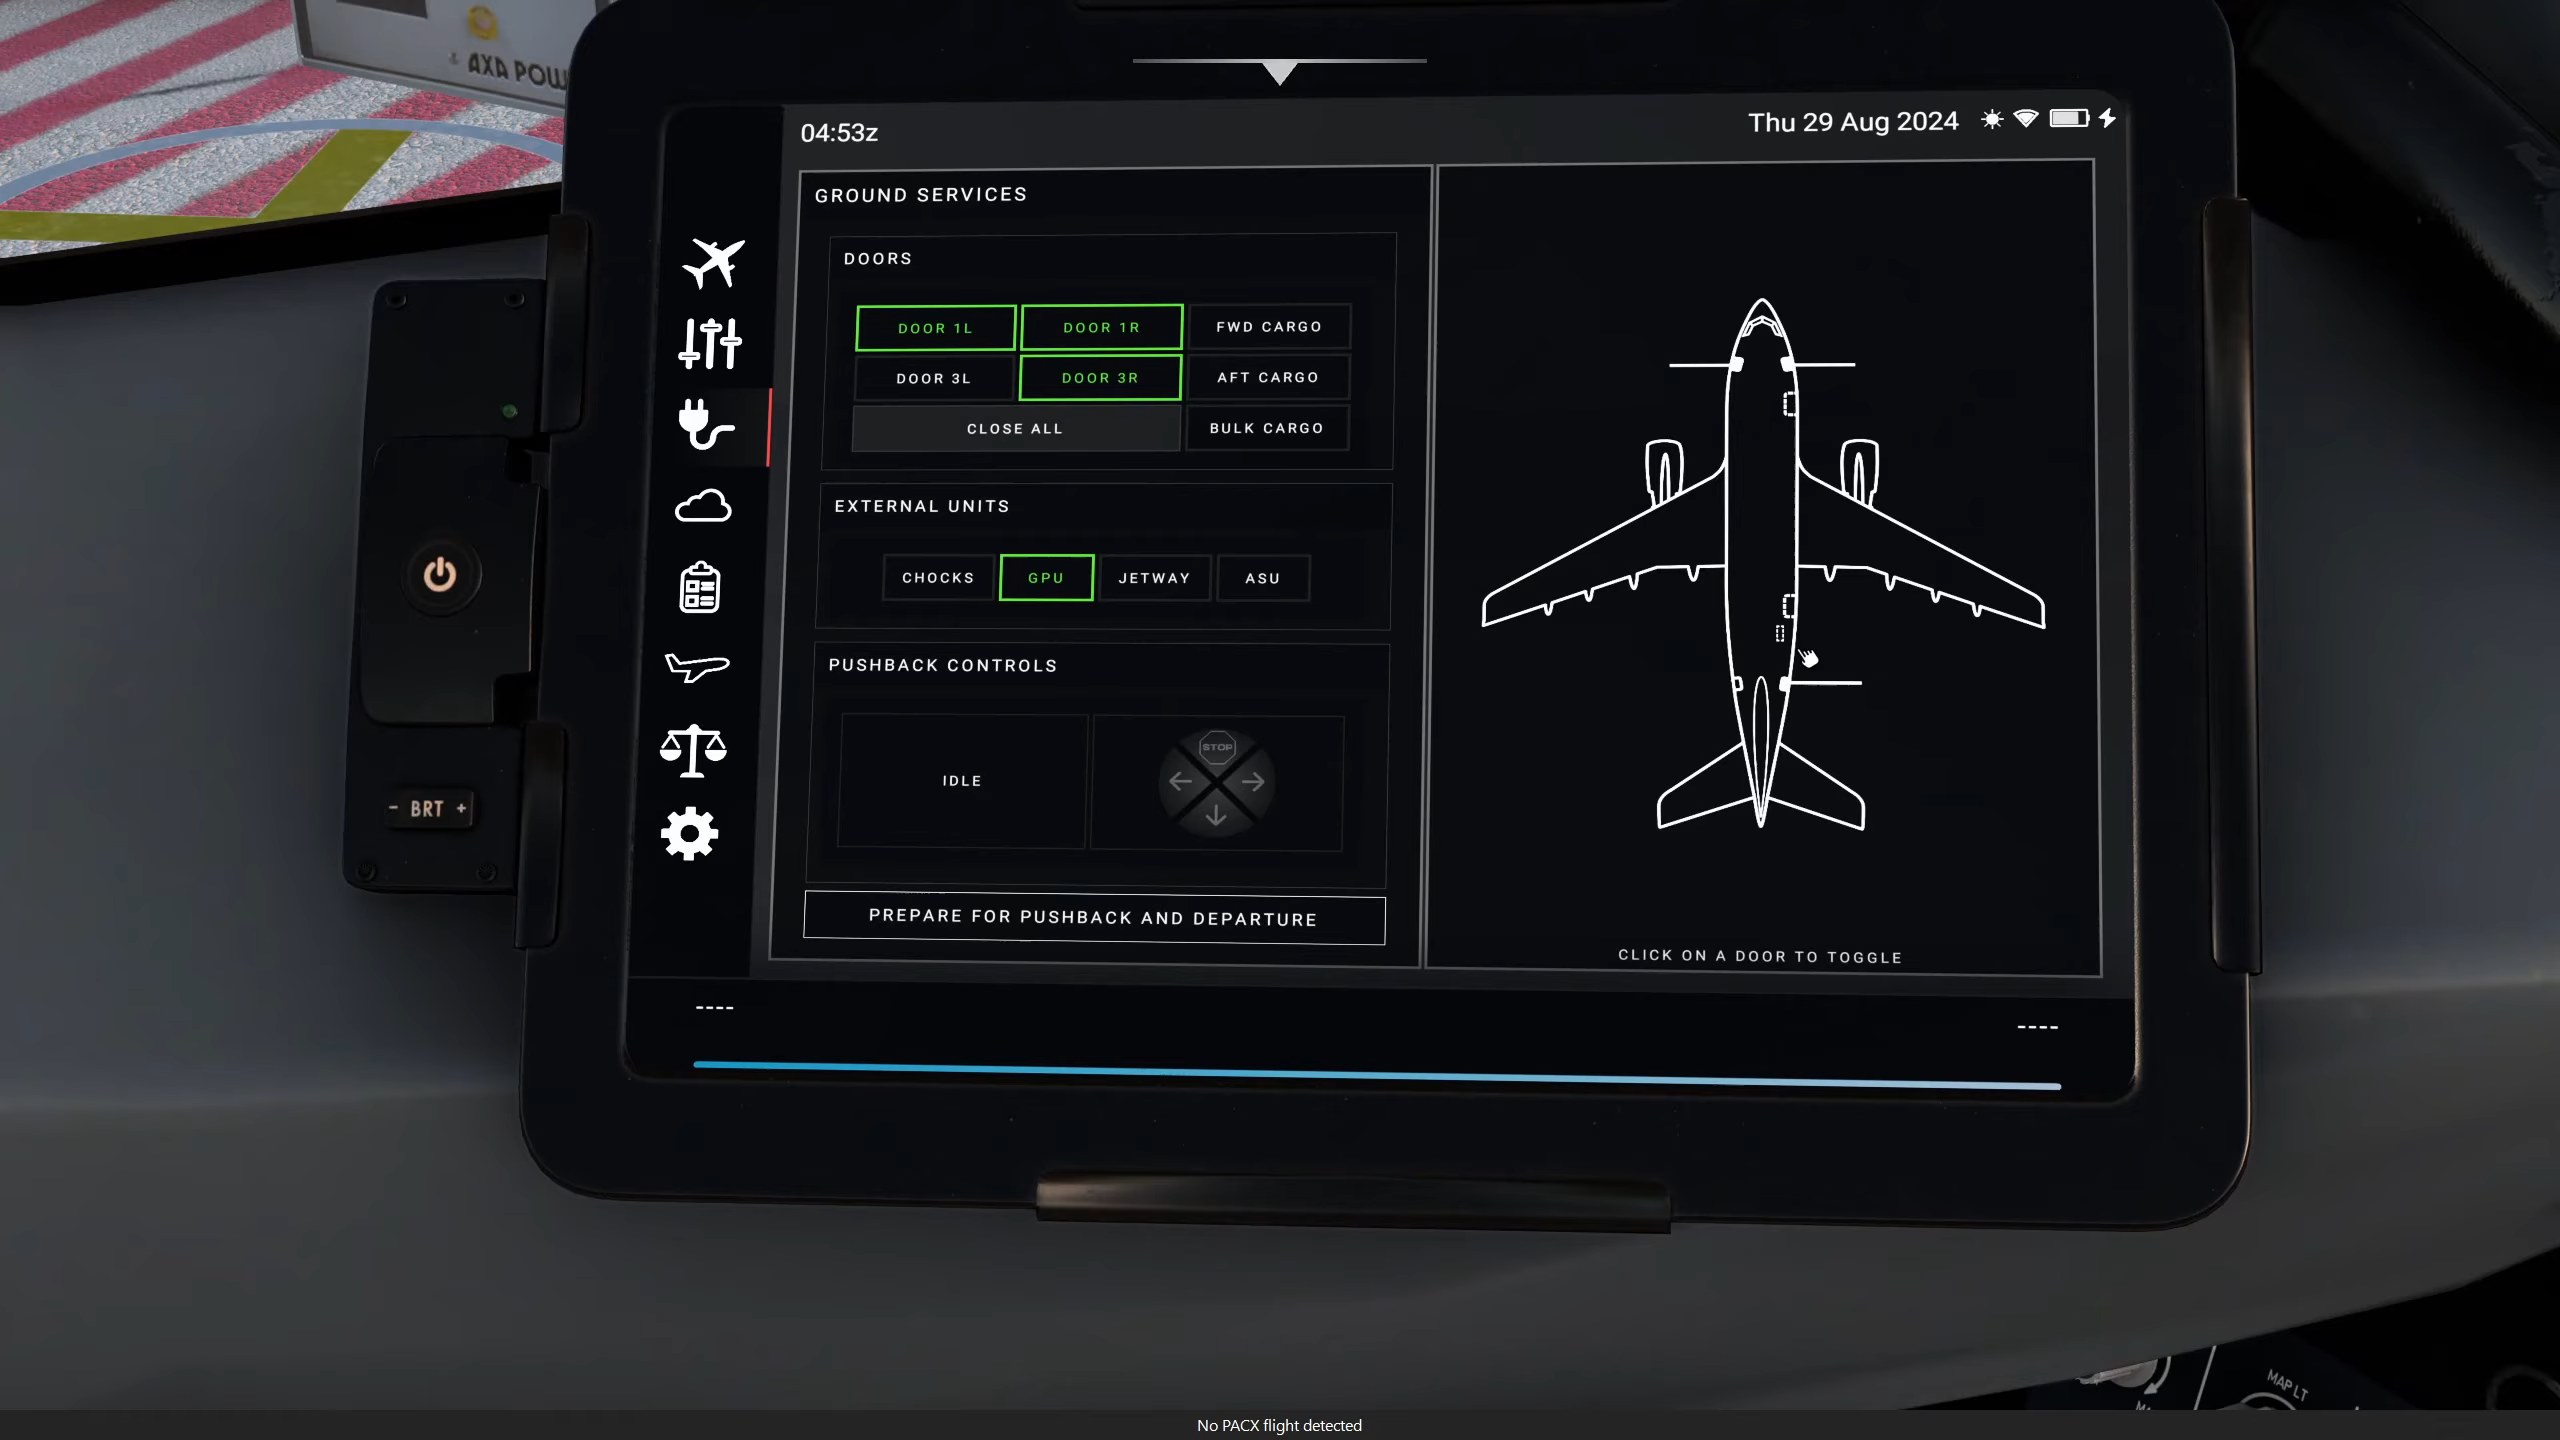 AXA POW
04:53z
Thu 29 Aug 2024
GROUND SERVICES
DOORS
DOOR 1L
DOOR 1R
FWD CARGO
DOOR 3L
DOOR 3R
AFT CARGO
CLOSE ALL
BULK CARGO
EXTERNAL UNITS
CHOCKS
GPU
JETWAY
ASU
PUSHBACK CONTROLS
IDLE
STOP
PREPARE FOR PUSHBACK AND DEPARTURE
CLICK ON A DOOR TO TOGGLE
----
----
- BRT +
MAP LT
No PACX flight detected